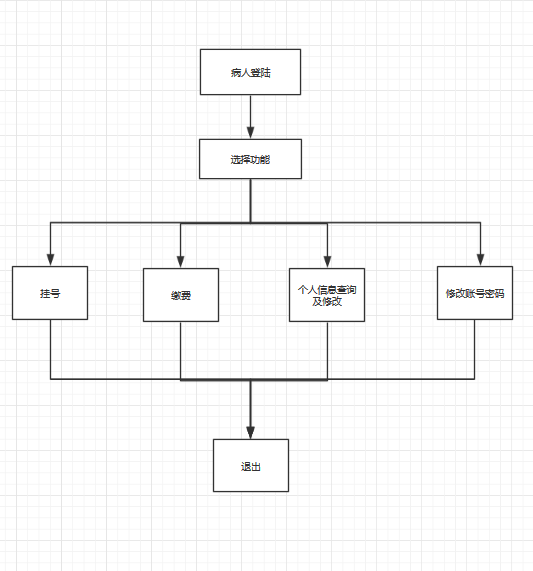 病人登陆
选择功能
挂号
缴费
个人信息查询
及修改
修改账号密码
退出